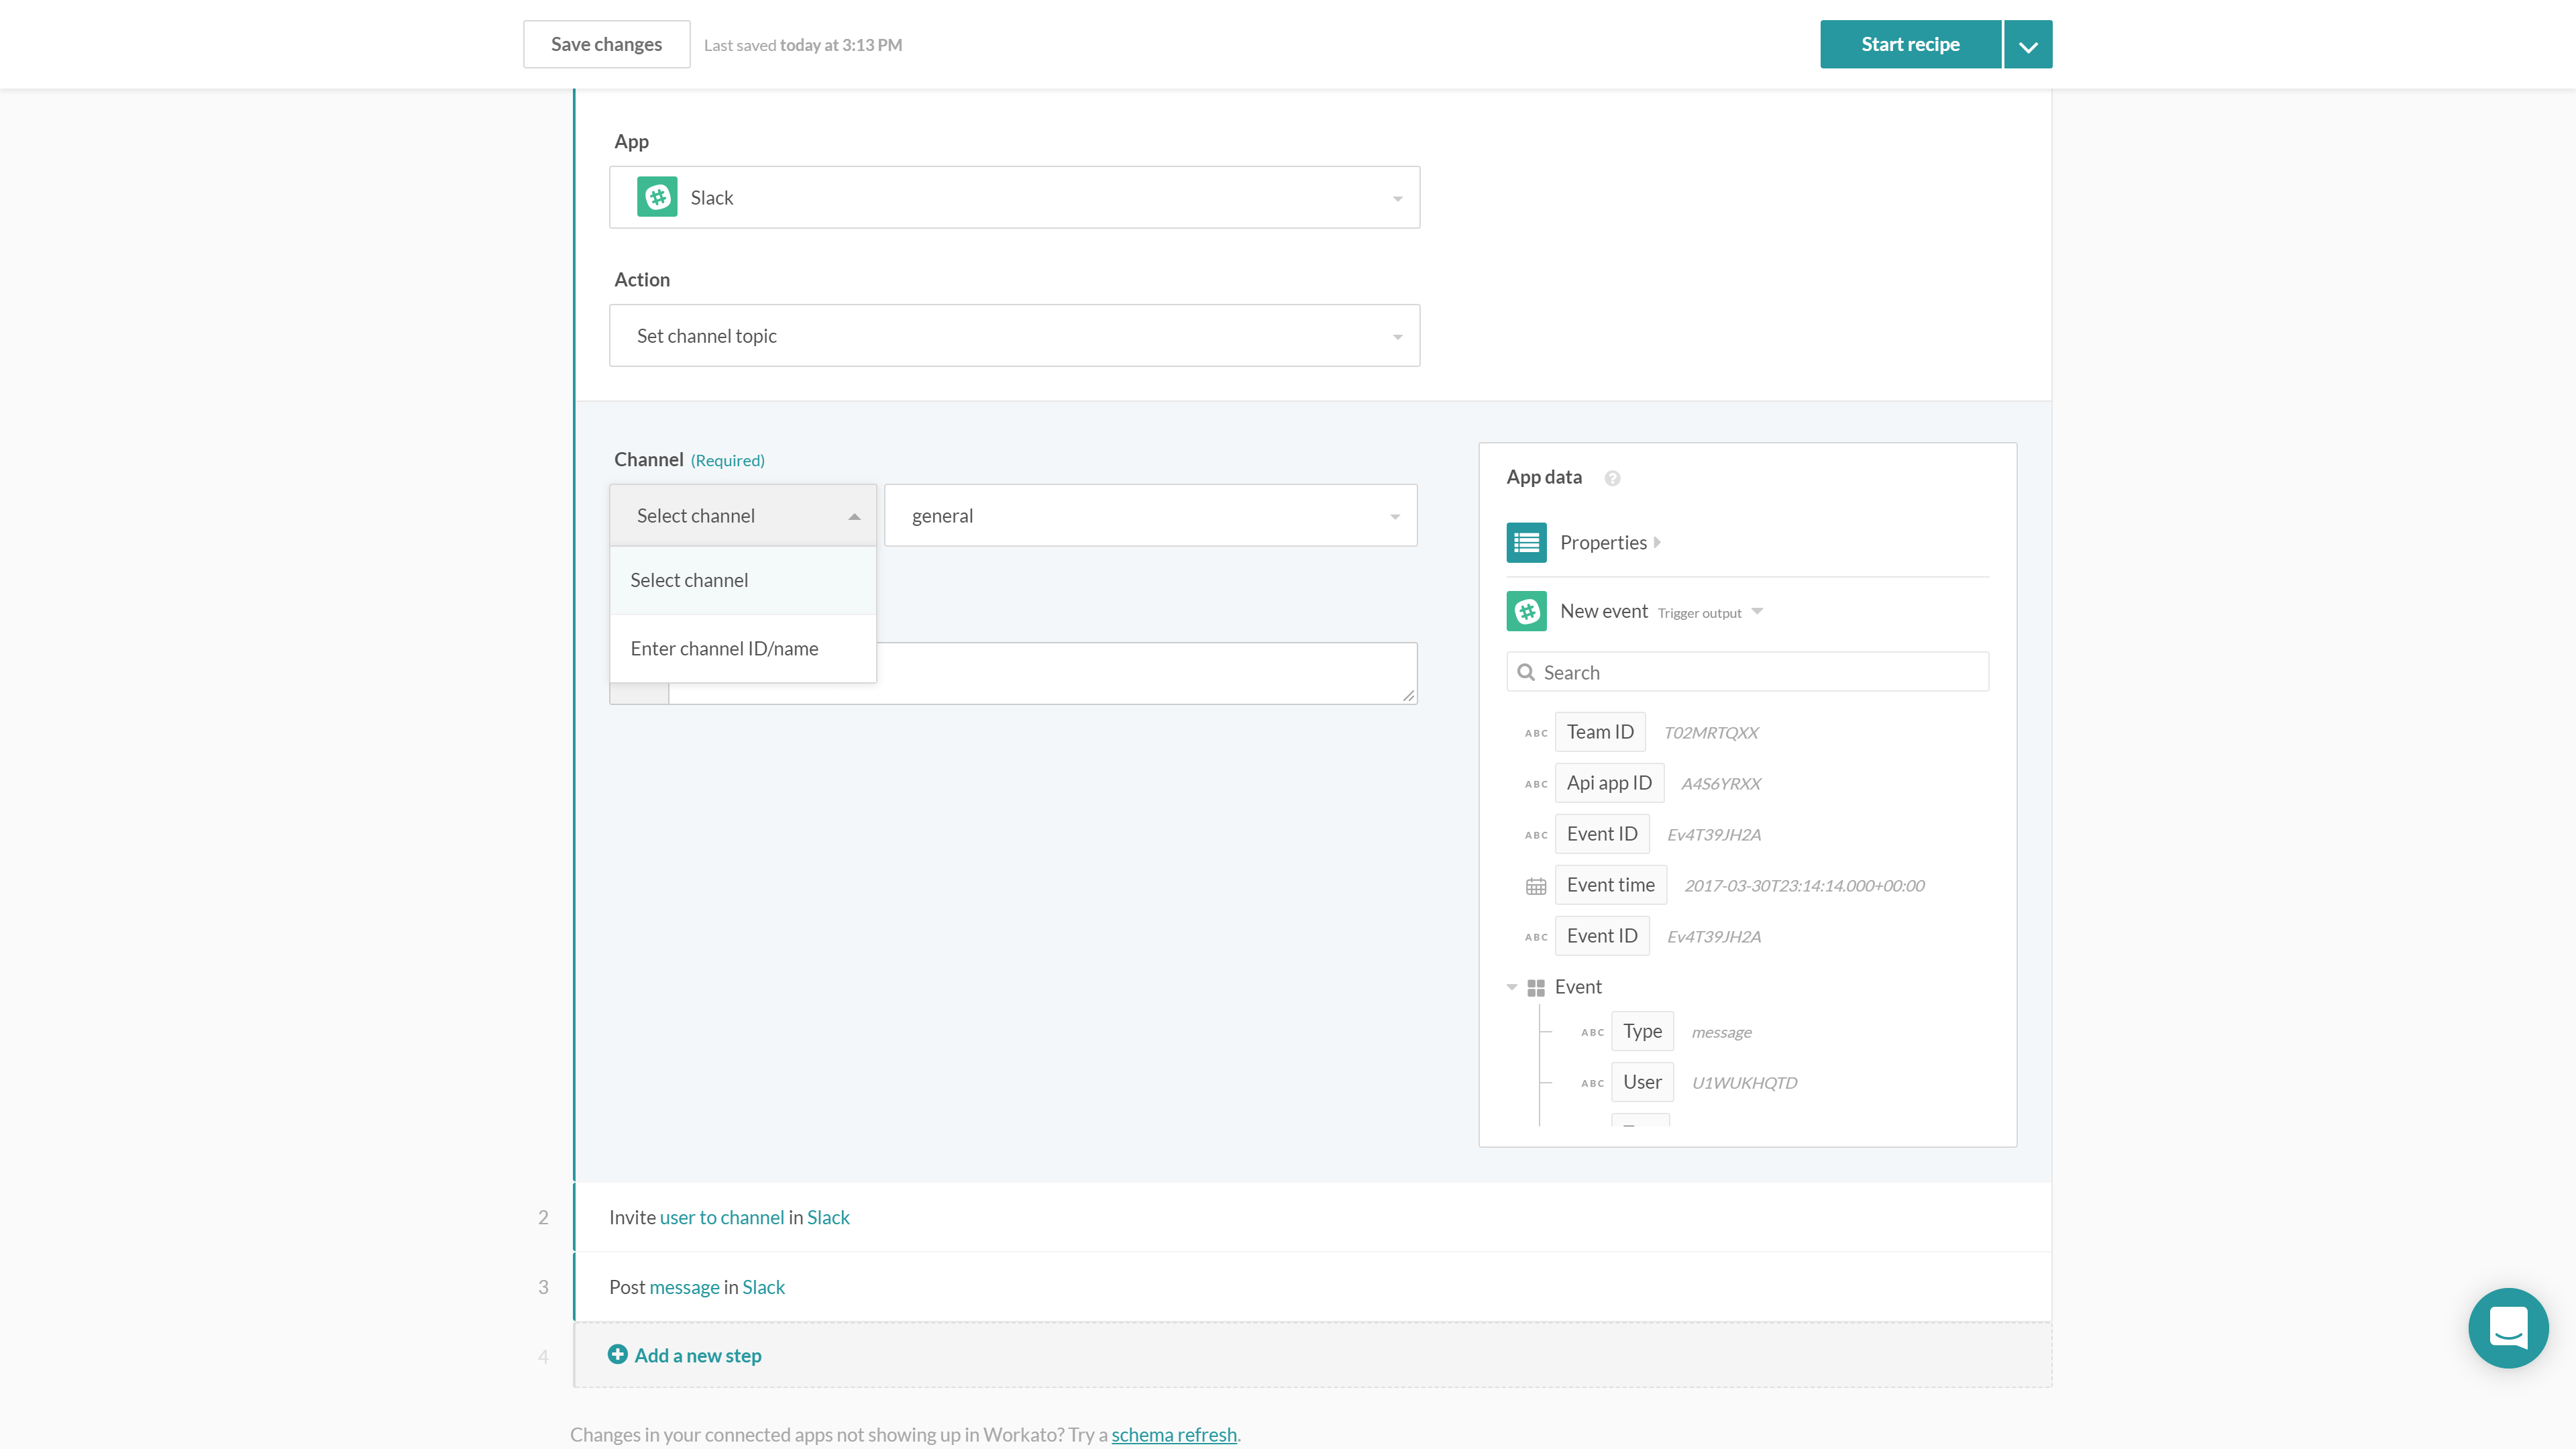 Save changes
Last saved today at 3:13 PM
Start recipe
App
Slack
Action
Set channel topic
Channel (Required)
Select channel
general
Select channel
Enter channel ID/name
App data ?
Properties
New event Trigger output
Search
ABC Team ID T02MRTQXX
ABC Api app ID A4S6YRXX
ABC Event ID Ev4T39JH2A
Event time 2017-03-30T23:14:14.000+00:00
ABC Event ID Ev4T39JH2A
Event
ABC Type message
ABC User U1WUKHQTD
2 Invite user to channel in Slack
3 Post message in Slack
4 Add a new step
Changes in your connected apps not showing up in Workato? Try a schema refresh.